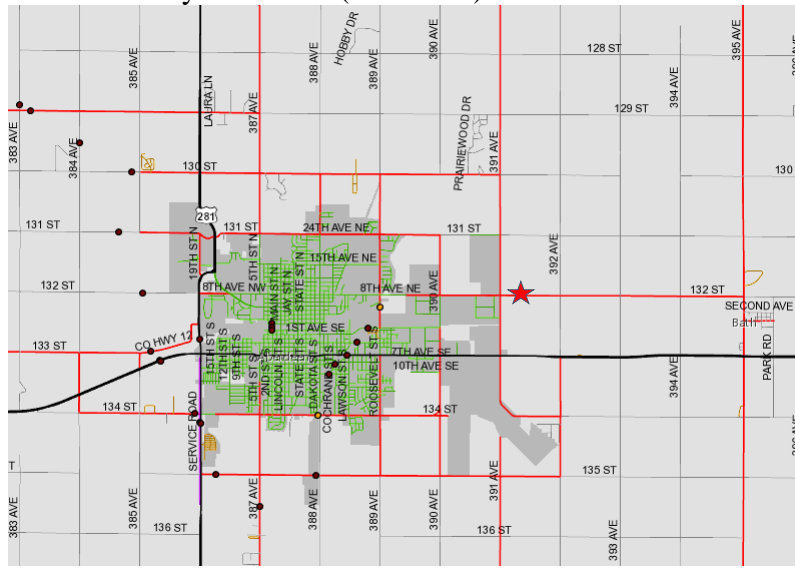 385 AVE
388 AVE
HOBBY DR
389 AVE
390 AVE
128 ST
394 AVE
395 AVE
LAURA LN
387 AVE
129 ST
383 AVE
384 AVE
PRAIRIEWOOD DR
391 AVE
130 ST
130
281
131 ST
19TH ST N
131 ST
5TH ST N
24TH AVE NE
131 ST
15TH AVE NE
392 AVE
132 ST
8TH AVE NW
MAIN ST N
JAY ST N
STATE ST N
8TH AVE NE
390 AVE
132 ST
SECOND AVE
Bath
CO HWY 12
133 ST
1ST AVE SE
15TH ST S
12TH ST S
9TH ST S
5TH ST S
2ND ST S
LINCOLN ST S
STATE ST S
DAKOTA ST S
COCHRANE ST S
LAWSON ST S
ROOSEVELT ST S
7TH AVE SE
10TH AVE SE
394 AVE
PARK RD
134 ST
SERVICE ROAD
134 ST
383 AVE
385 AVE
387 AVE
388 AVE
389 AVE
390 AVE
391 AVE
135 ST
136 ST
136 ST
393 AVE